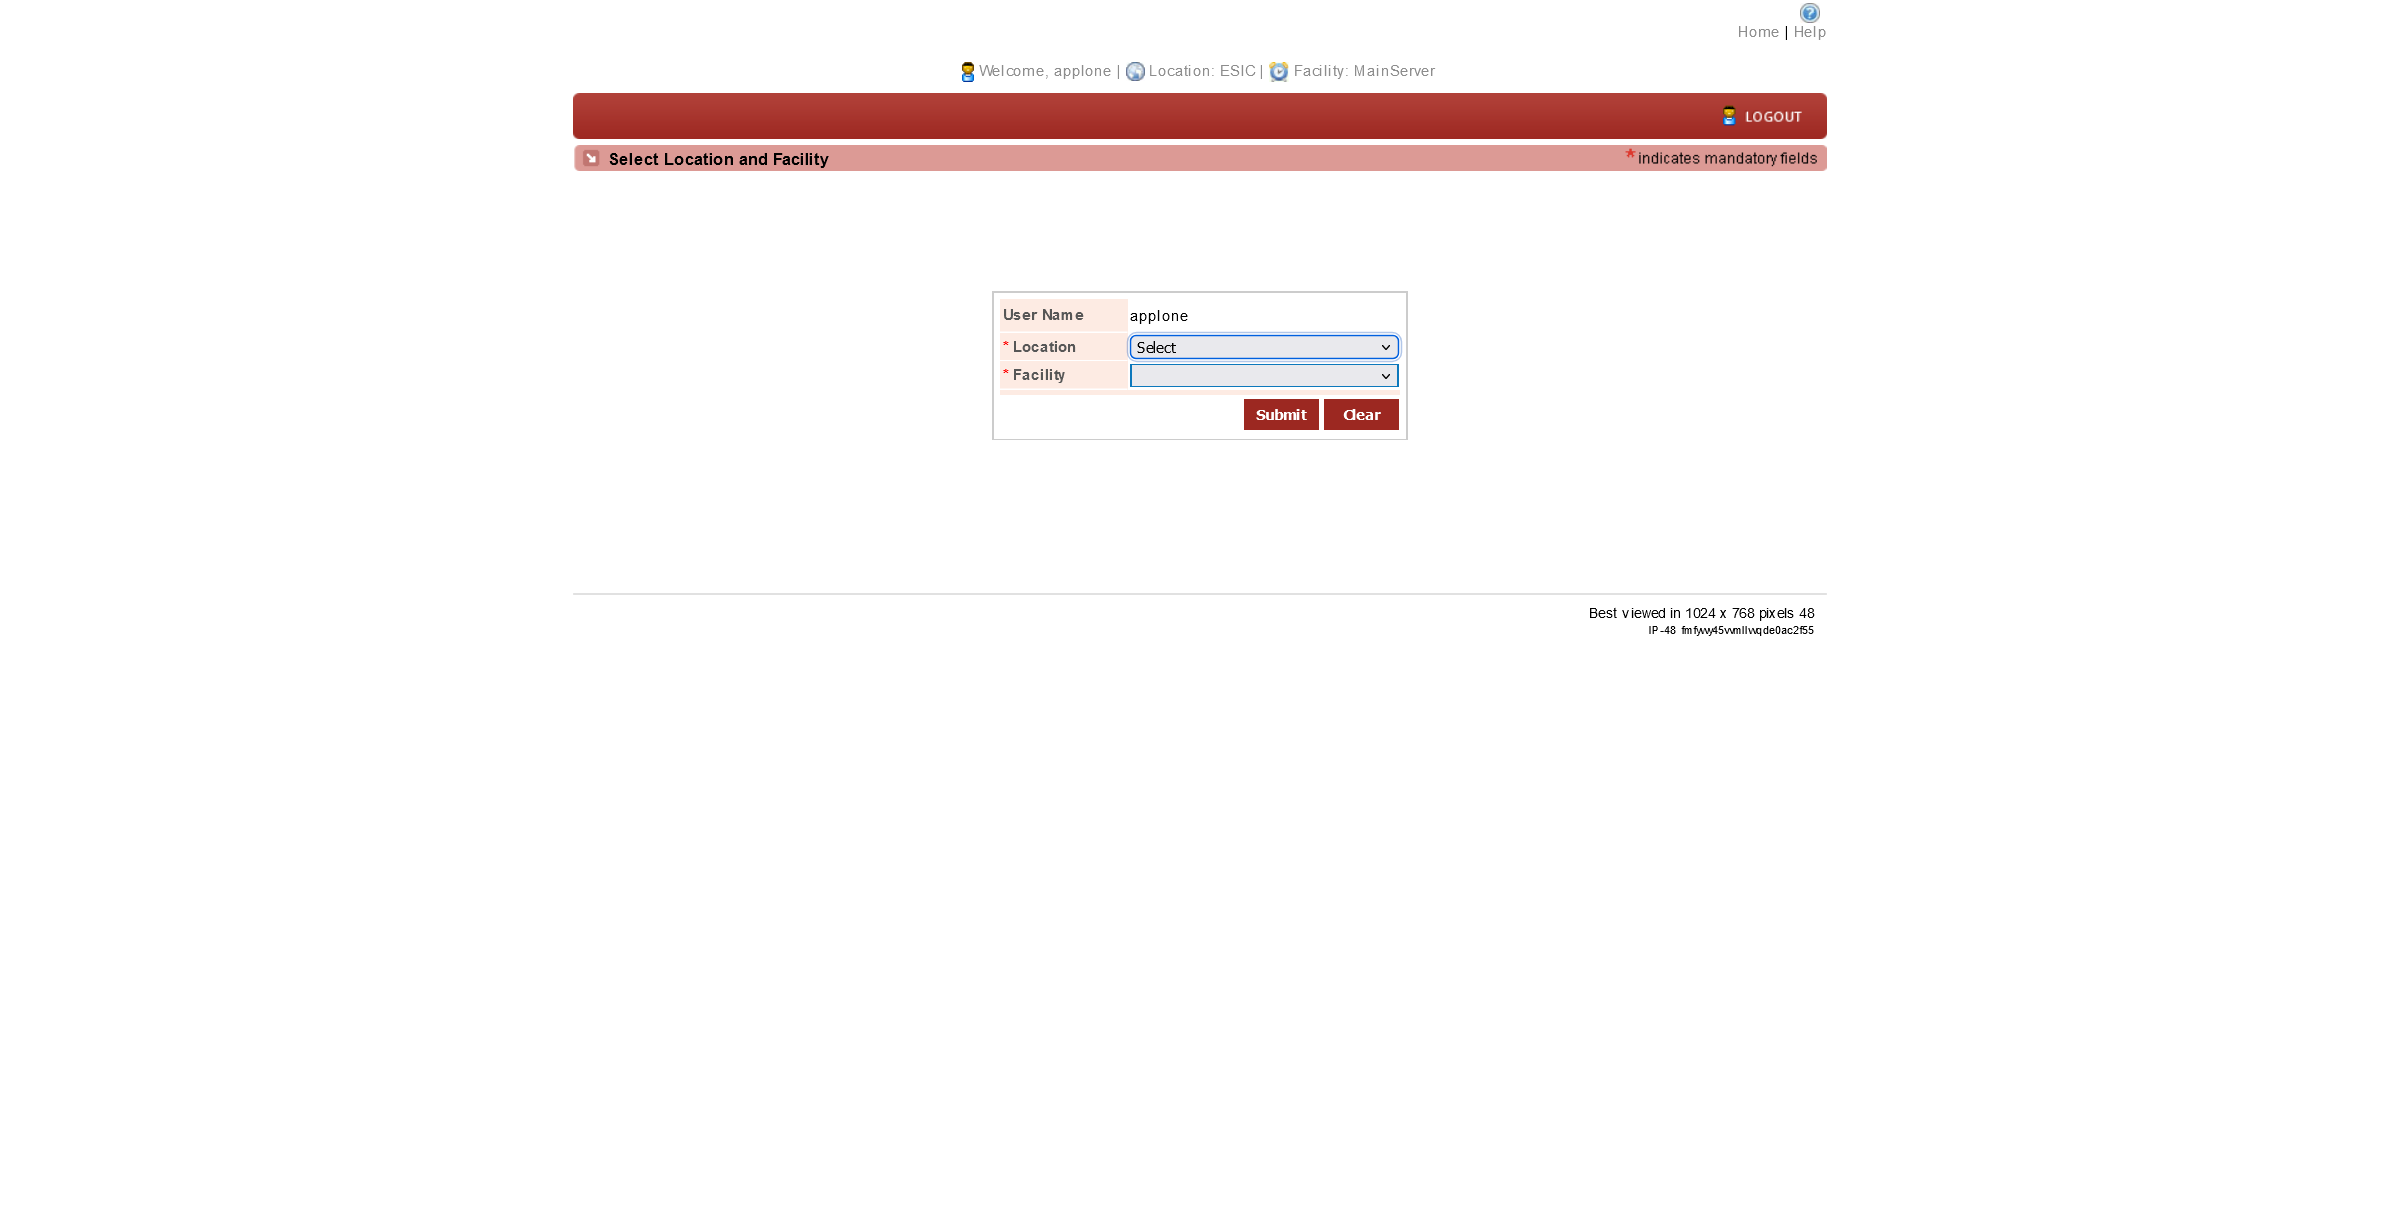 Home | Help
Welcome, applone | Location: ESIC | Facility: MainServer
LOGOUT
Select Location and Facility
*indicates mandatory fields
User Name applone
* Location Select
* Facility
Submit Clear
Best viewed in 1024 x 768 pixels 48
IP-48